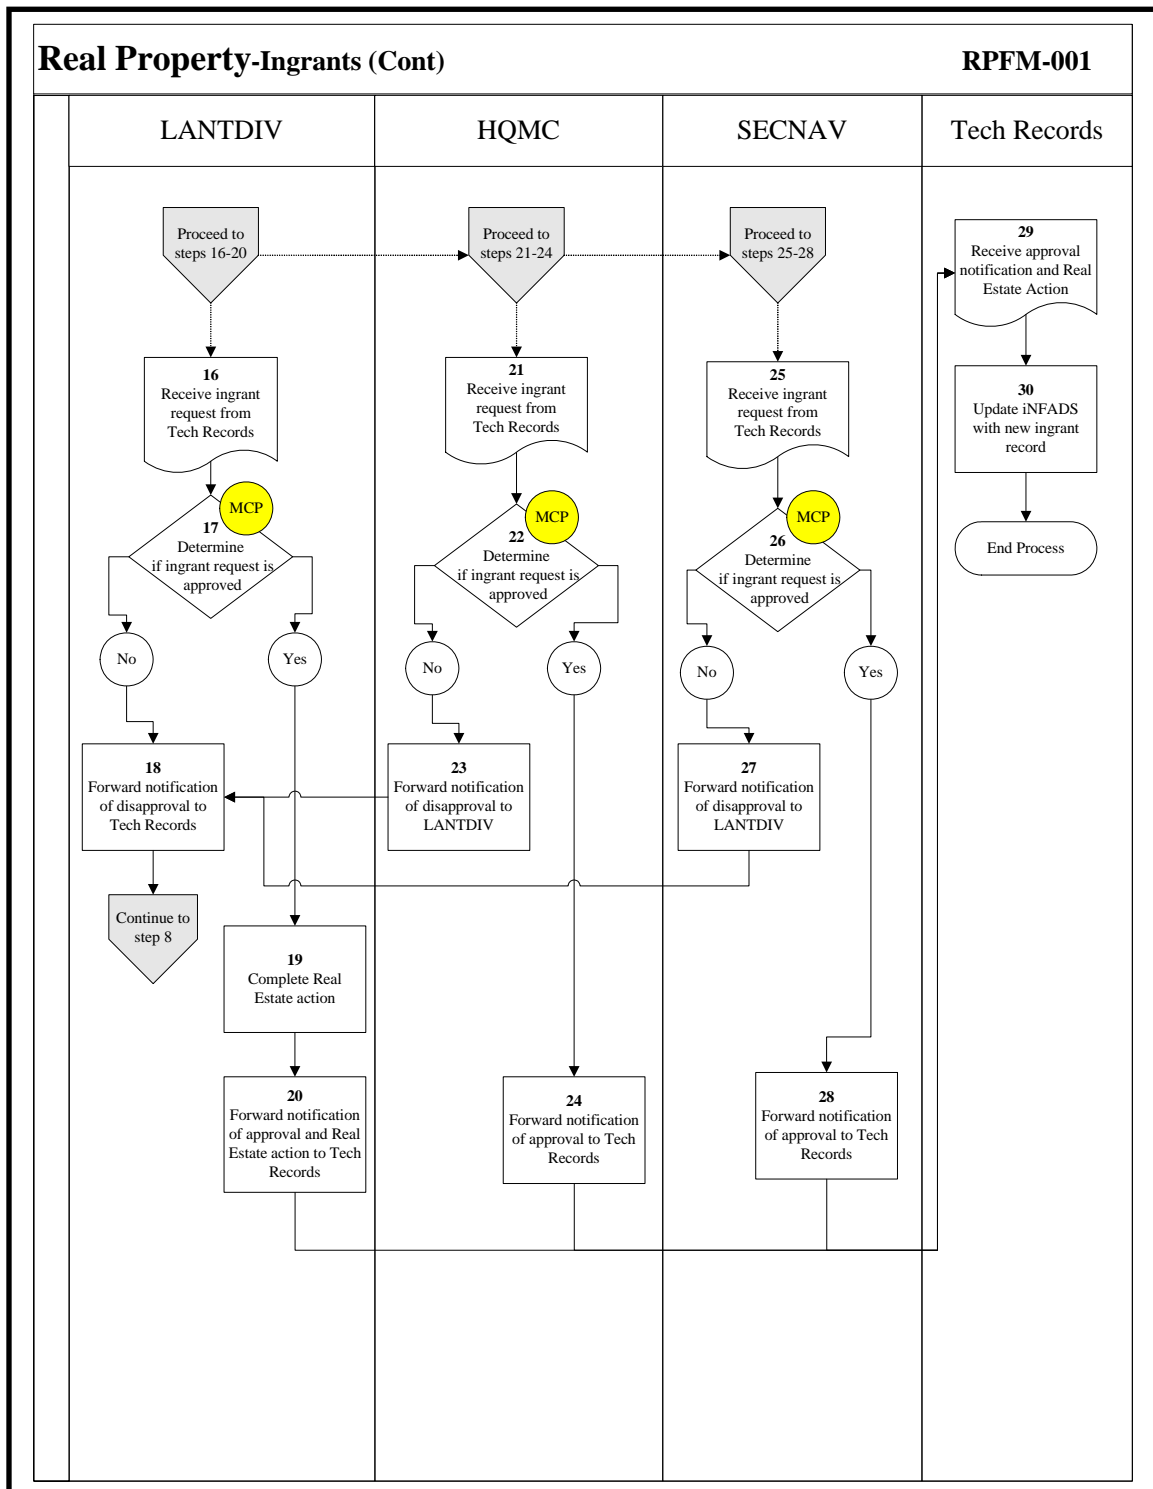 Real Property-Ingrants (Cont)
RPFM-001
LANTDIV
HQMC
SECNAV
Tech Records
Proceed to
steps 16-20
Proceed to
steps 21-24
Proceed to
steps 25-28
29
Receive approval
notification and Real
Estate Action
16
Receive ingrant
request from
Tech Records
21
Receive ingrant
request from
Tech Records
25
Receive ingrant
request from
Tech Records
30
Update iNFADS
with new ingrant
record
MCP
17
Determine
if ingrant request is
approved
MCP
22
Determine
if ingrant request is
approved
MCP
26
Determine
if ingrant request is
approved
End Process
No
Yes
No
Yes
No
Yes
18
Forward notification
of disapproval to
Tech Records
23
Forward notification
of disapproval to
LANTDIV
27
Forward notification
of disapproval to
LANTDIV
Continue to
step 8
19
Complete Real
Estate action
20
Forward notification
of approval and Real
Estate action to Tech
Records
24
Forward notification
of approval to Tech
Records
28
Forward notification
of approval to Tech
Records